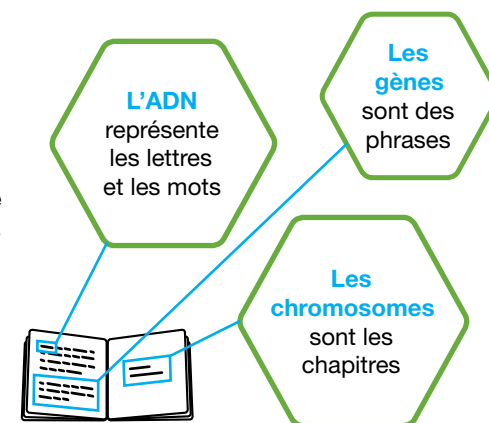 L'ADN
représente
les lettres
et les mots
Les
gènes
sont des
phrases
Les
chromosomes
sont les
chapitres